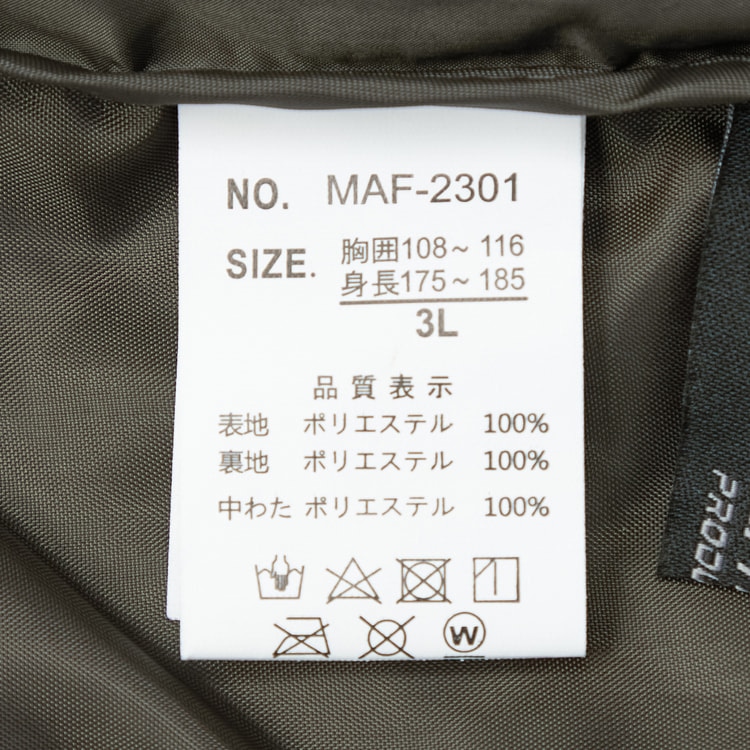 NO. MAF-2301
SIZE. 胸囲108~ 116
身長175~ 185
3L
品質表示
表地 ポリエステル 100%
裏地 ポリエステル 100%
中わた ポリエステル 100%
W
PRODU